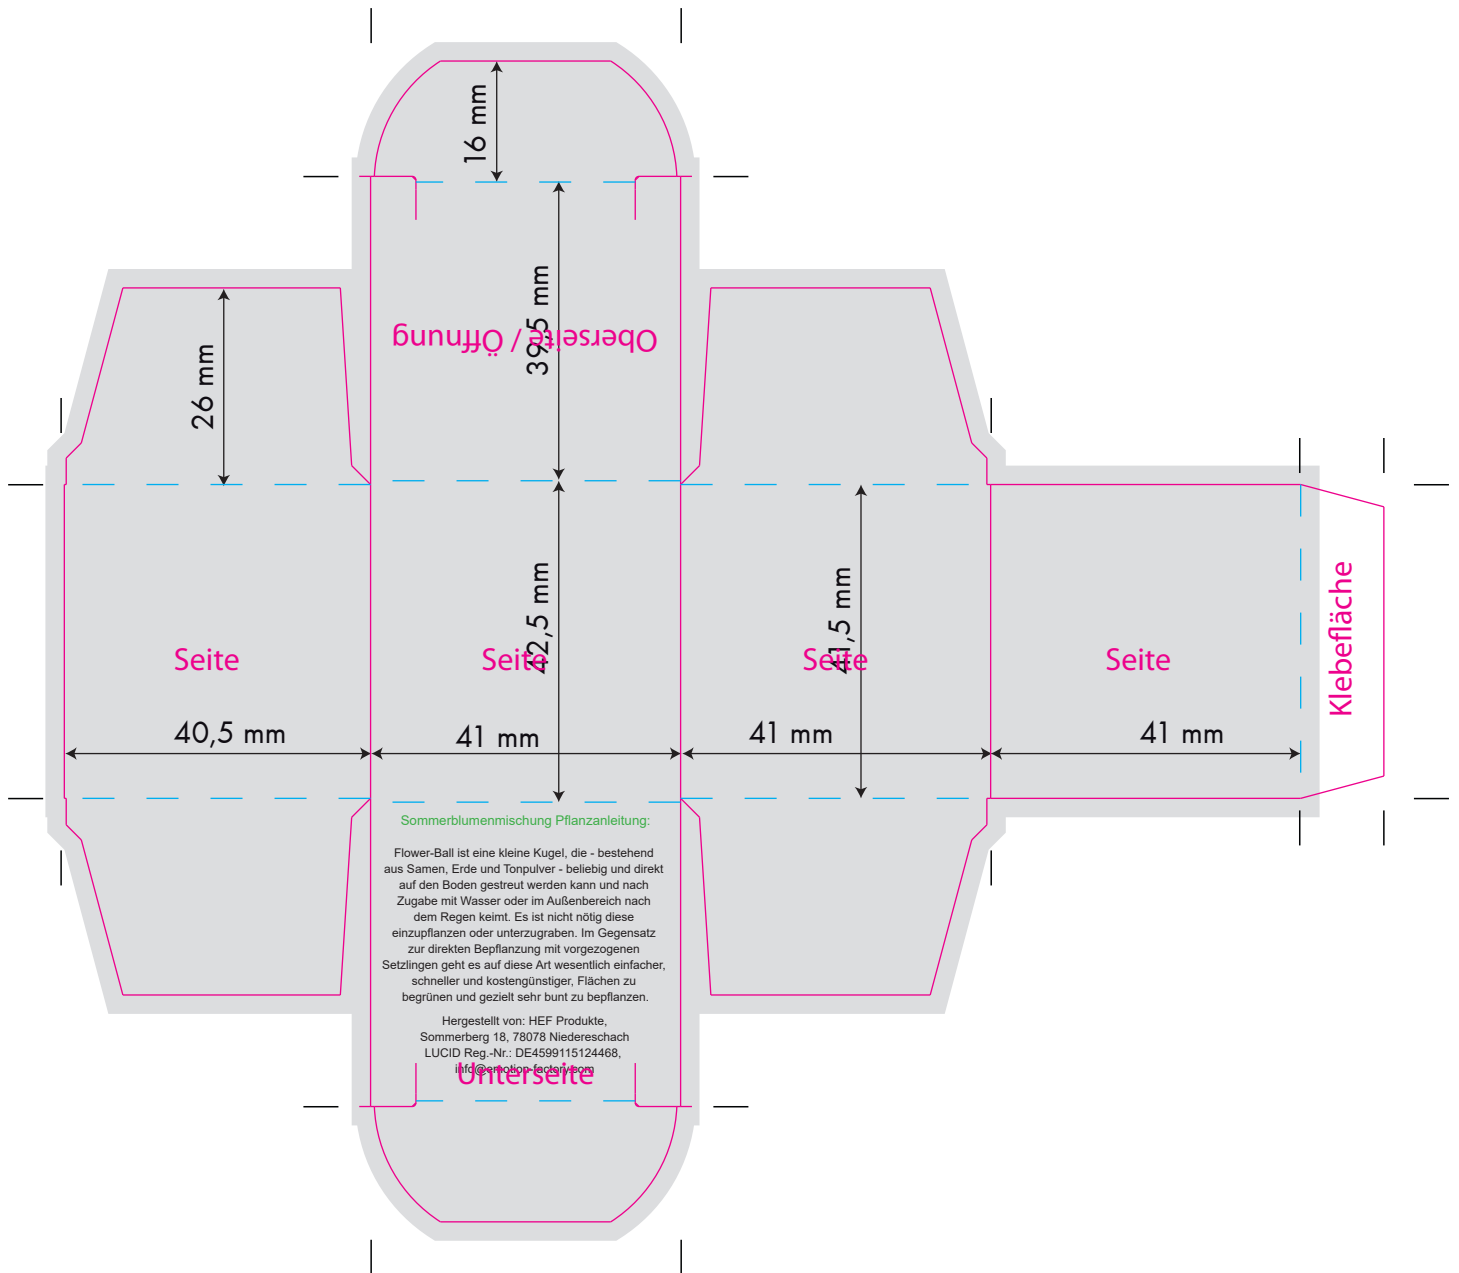 16 mm
39,5 mm
Oberseite / Öffnung
26 mm
42,5 mm
41,5 mm
Seite
Seite
Seite
Seite
Klebefläche
40,5 mm
41 mm
41 mm
41 mm
Sommerblumenmischung Pflanzanleitung:
Flower-Ball ist eine kleine Kugel, die - bestehend
aus Samen, Erde und Tonpulver - beliebig und direkt
auf den Boden gestreut werden kann und nach
Zugabe mit Wasser oder im Außenbereich nach
dem Regen keimt. Es ist nicht nötig diese
einzupflanzen oder unterzugraben. Im Gegensatz
zur direkten Bepflanzung mit vorgezogenen
Setzlingen geht es auf diese Art wesentlich einfacher,
schneller und kostengünstiger, Flächen zu
begrünen und gezielt sehr bunt zu bepflanzen.
Hergestellt von: HEF Produkte,
Sommerberg 18, 78078 Niedereschach
LUCID Reg.-Nr.: DE4599115124468,
info@emotion-factory.com
Unterseite